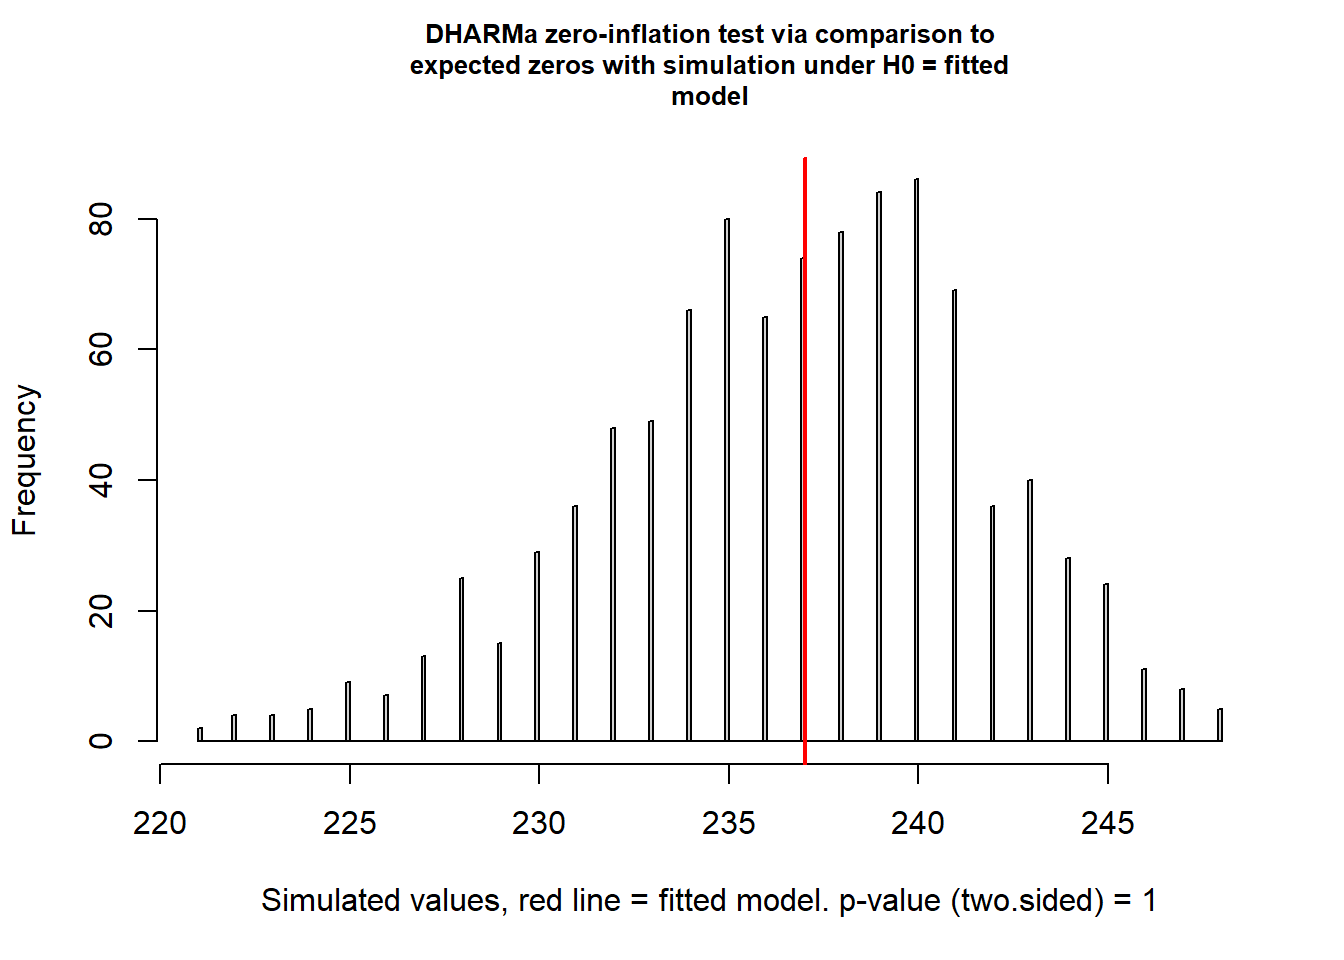 DHARMa zero-inflation test via comparison to
expected zeros with simulation under H0 = fitted
model
Frequency
80
60
40
20
0
220 225 230 235 240 245
Simulated values, red line = fitted model. p-value (two.sided) = 1